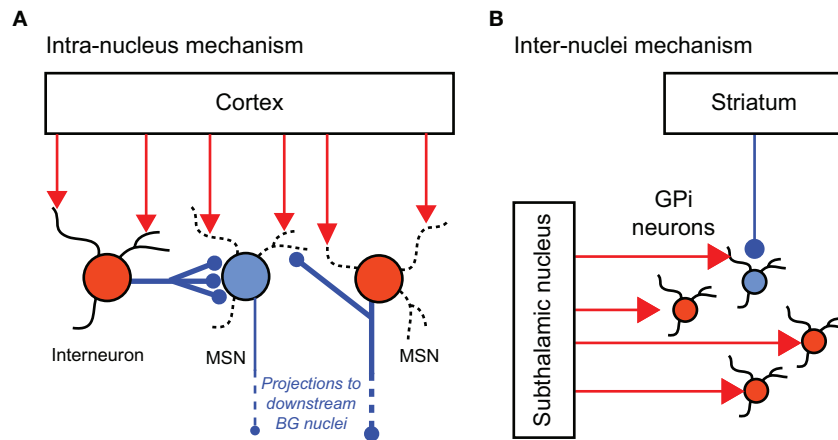 A
Intra-nucleus mechanism
Cortex
Interneuron
MSN
MSN
Projections to
downstream
BG nuclei
B
Inter-nuclei mechanism
Striatum
GPi
neurons
Subthalamic nucleus